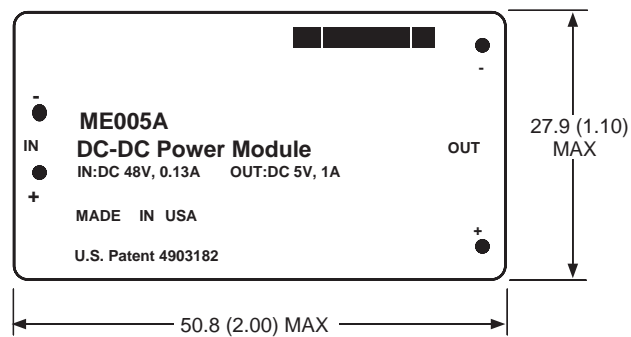 -
-
27.9 (1.10)
MAX
ME005A
IN
DC-DC Power Module
OUT
IN:DC 48V, 0.13A OUT:DC 5V, 1A
+
MADE IN USA
+
U.S. Patent 4903182
50.8 (2.00) MAX